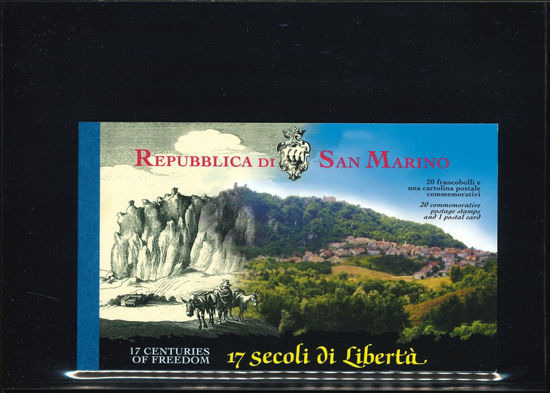 REPUBBLICA DI SAN MARINO
20 francobolli e
una cartolina postale
commemorativi
20 commemorative
postage stamps
and 1 postal card
17 CENTURIES
OF FREEDOM
17 secoli di Libertà